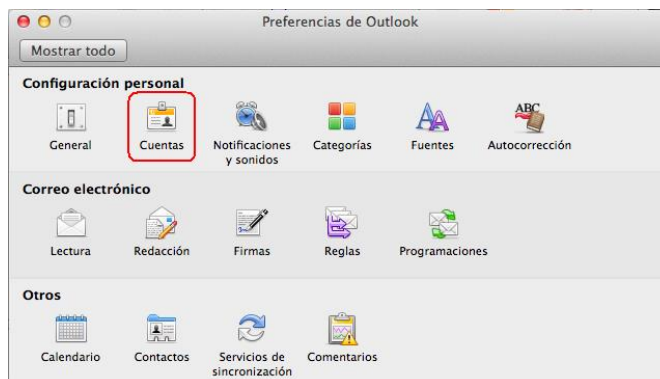 Preferencias de Outlook
Mostrar todo
Configuración personal
General
Cuentas
Notificaciones
y sonidos
Categorías
Fuentes
ABC
Autocorrección
Correo electrónico
Lectura
Redacción
Firmas
Reglas
Programaciones
Otros
Calendario
Contactos
Servicios de
sincronización
Comentarios